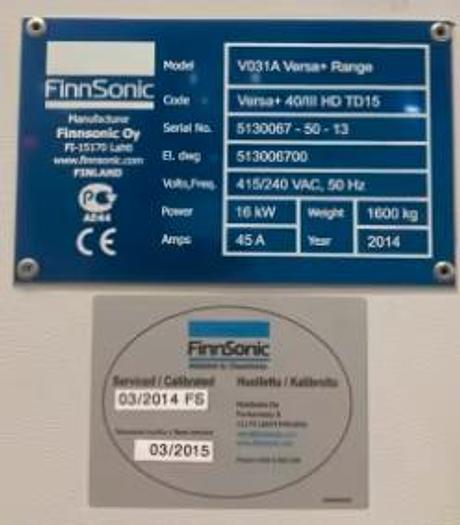 FinnSonic
Manufacturer
Finnsonic Oy
FI-15170 Lahti
www.finnsonic.com
FINLAND
AE44
CE
Model V031A Versa+ Range
Code Versa+ 40/III HD TD15
Serial No. 5130067 - 50 - 13
El. dwg 513006700
Volts,Freq. 415/240 VAC, 50 Hz
Power 16 kW Weight 1600 kg
Amps 45 A Year 2014
FinnSonic
Serviced / Calibrated Huollettu / Kalibroitu
03/2014 FS
03/2015